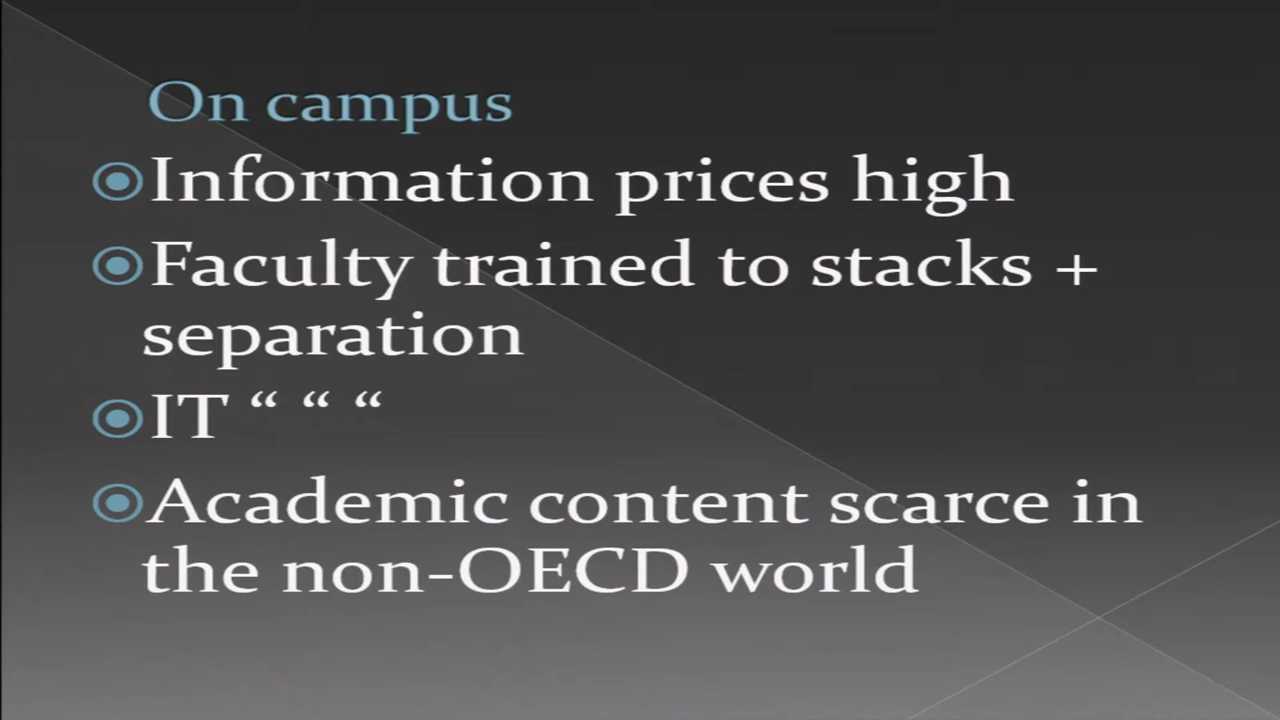 On campus
Information prices high
Faculty trained to stacks +
separation
IT “ “ “
Academic content scarce in
the non-OECD world